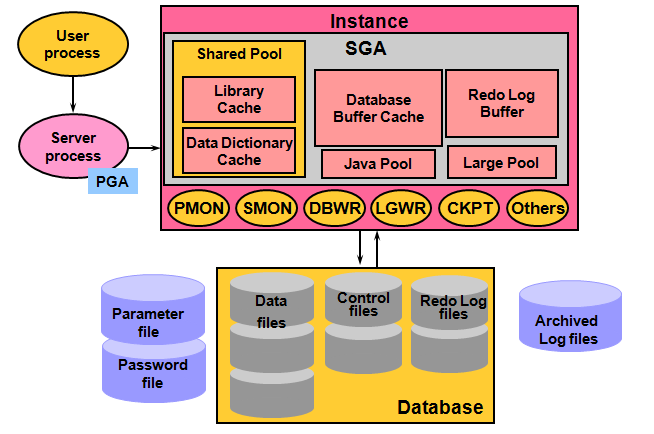 User
process
Server
process
PGA
Instance
SGA
Shared Pool
Library
Cache
Data Dictionary
Cache
Database
Buffer Cache
Redo Log
Buffer
Java Pool
Large Pool
PMON
SMON
DBWR
LGWR
CKPT
Others
Parameter
file
Password
file
Data
files
Control
files
Redo Log
files
Database
Archived
Log files